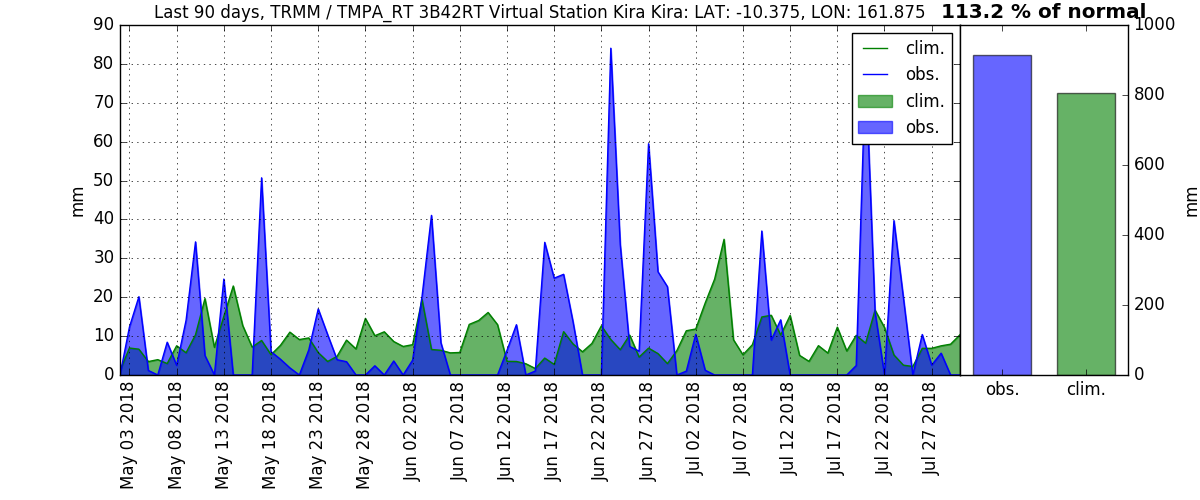 Last 90 days, TRMM / TMPA_RT 3B42RT Virtual Station Kira Kira: LAT: -10.375, LON: 161.875 113.2 % of normal
90
80
70
60
50
40
30
20
10
0
mm
clim.
obs.
clim.
obs.
1000
800
600
400
200
0
mm
obs. clim.
May 03 2018
May 08 2018
May 13 2018
May 18 2018
May 23 2018
May 28 2018
Jun 02 2018
Jun 07 2018
Jun 12 2018
Jun 17 2018
Jun 22 2018
Jun 27 2018
Jul 02 2018
Jul 07 2018
Jul 12 2018
Jul 17 2018
Jul 22 2018
Jul 27 2018